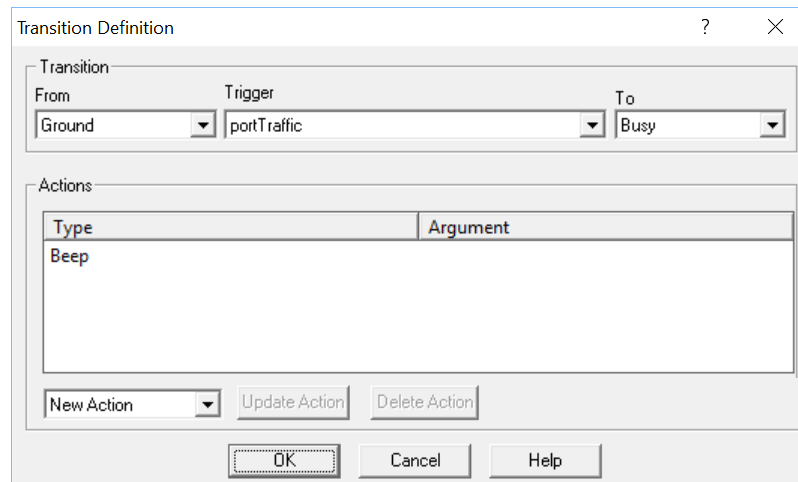 Transition Definition ?
Transition
From Trigger To
Ground portTraffic Busy
Actions
Type Argument
Beep
New Action Update Action Delete Action
OK Cancel Help